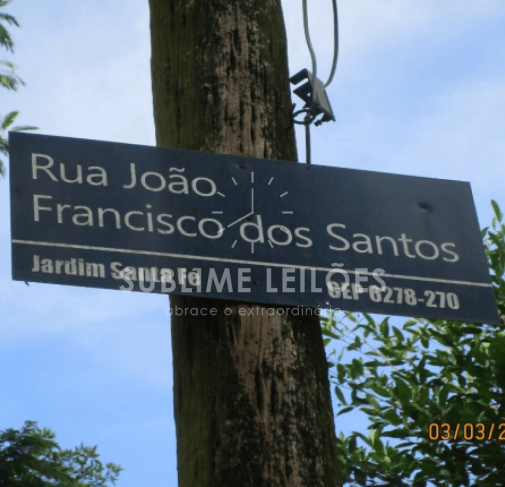 Rua João
Francisco dos Santos
Jardim Santa Fé
CEP 6278-270
SUBLIME LEILÕES
abrace o extraordinário
03/03/2